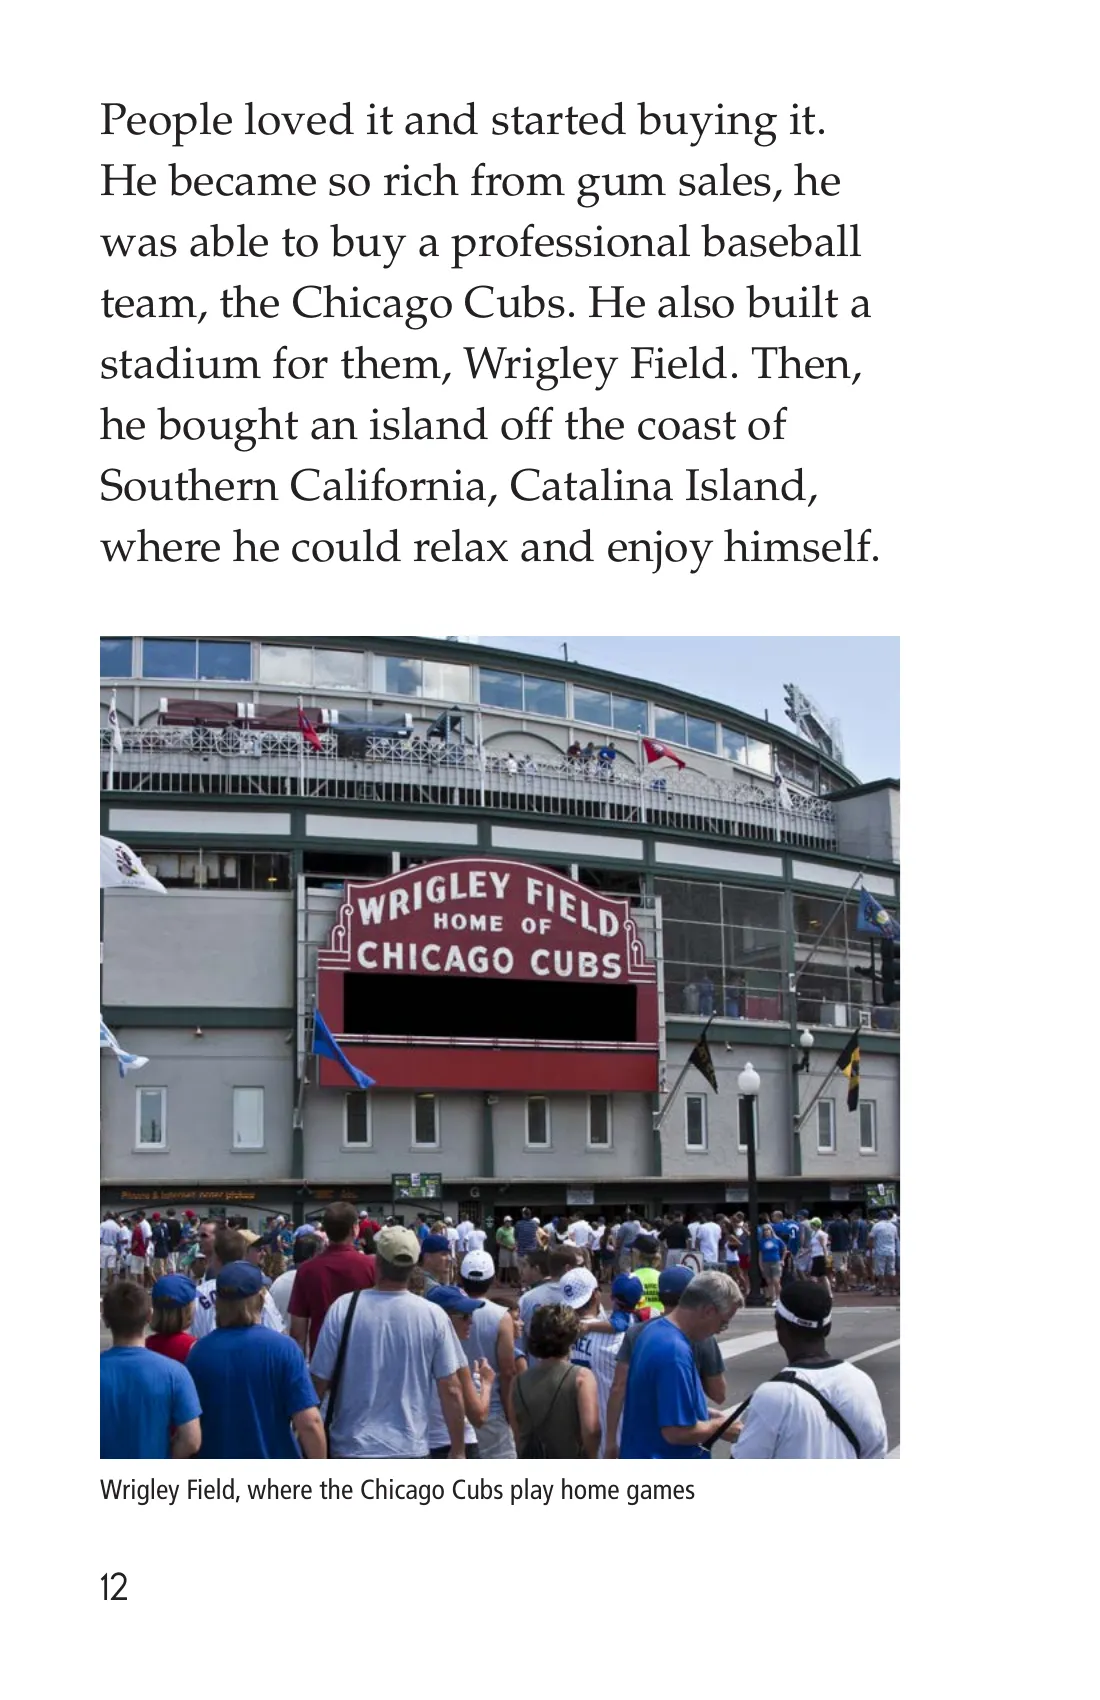 People loved it and started buying it.
He became so rich from gum sales, he
was able to buy a professional baseball
team, the Chicago Cubs. He also built a
stadium for them, Wrigley Field. Then,
he bought an island off the coast of
Southern California, Catalina Island,
where he could relax and enjoy himself.
WRIGLEY FIELD
HOME OF
CHICAGO CUBS
Wrigley Field, where the Chicago Cubs play home games
12